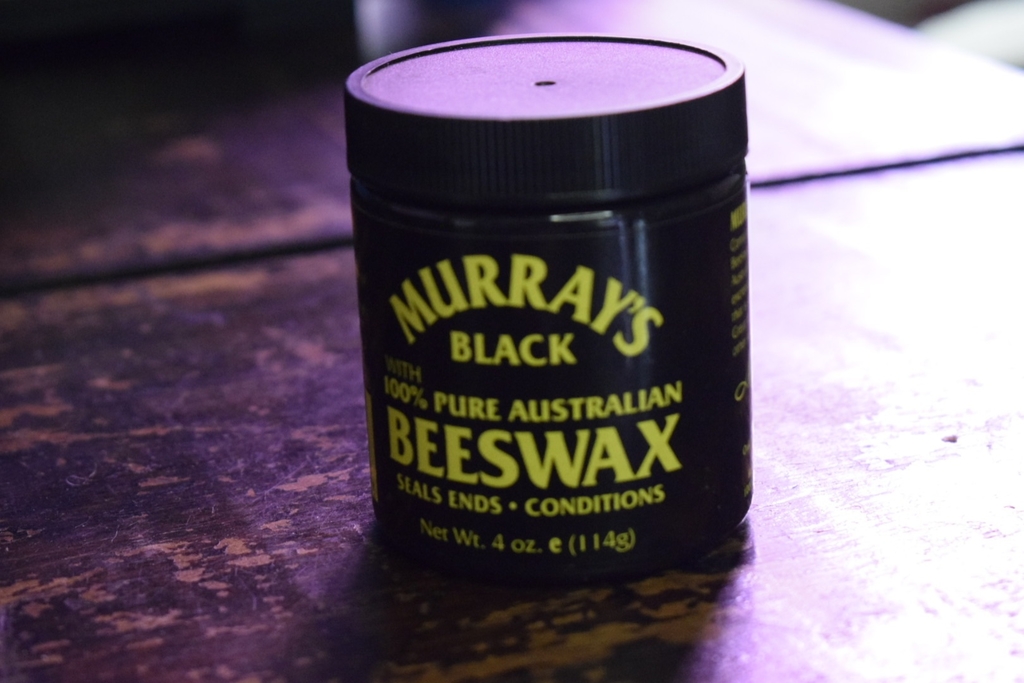 MURRAY'S
BLACK
WITH
100% PURE AUSTRALIAN
BEESWAX
SEALS ENDS • CONDITIONS
Net Wt. 4 oz. e (114g)